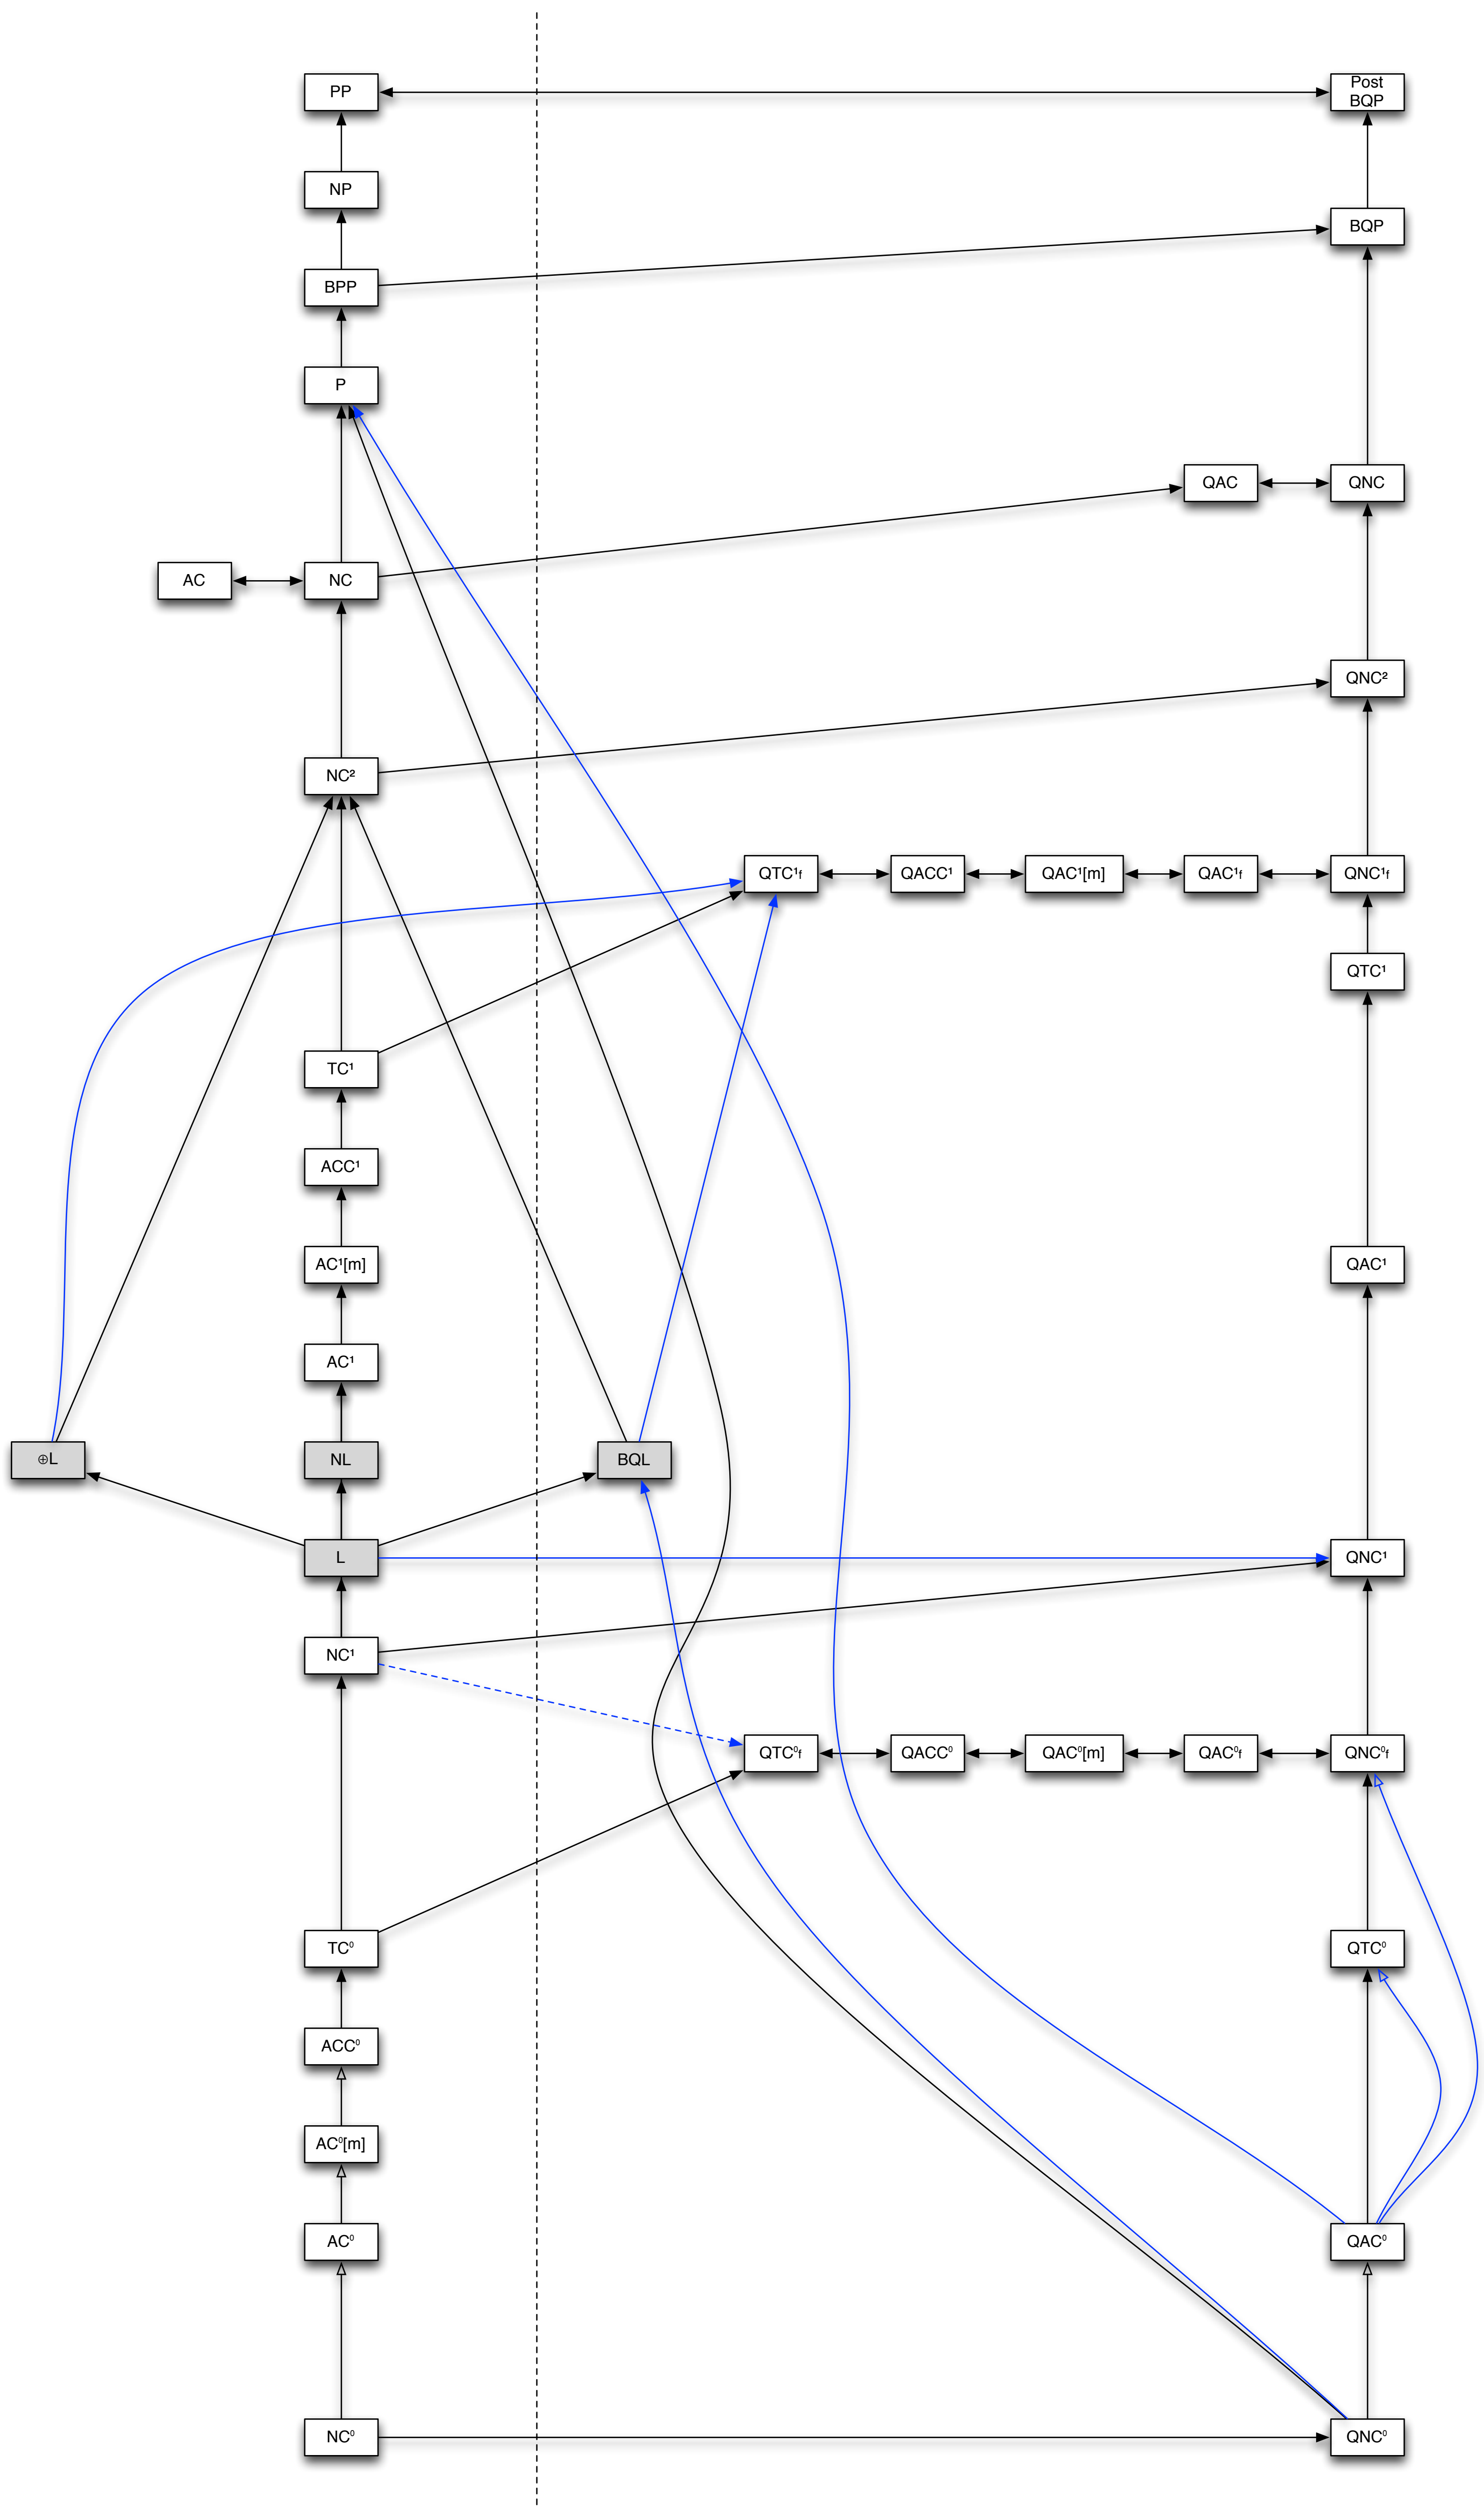 PP
Post
BQP
NP
BQP
BPP
P
QAC
QNC
AC
NC
QNC²
NC²
QTC¹f
QACC¹
QAC¹[m]
QAC¹f
QNC¹f
QTC¹
TC¹
ACC¹
AC¹[m]
QAC¹
AC¹
⊕L
NL
BQL
L
QNC¹
NC¹
QTC⁰f
QACC⁰
QAC⁰[m]
QAC⁰f
QNC⁰f
TC⁰
QTC⁰
ACC⁰
AC⁰[m]
AC⁰
QAC⁰
NC⁰
QNC⁰